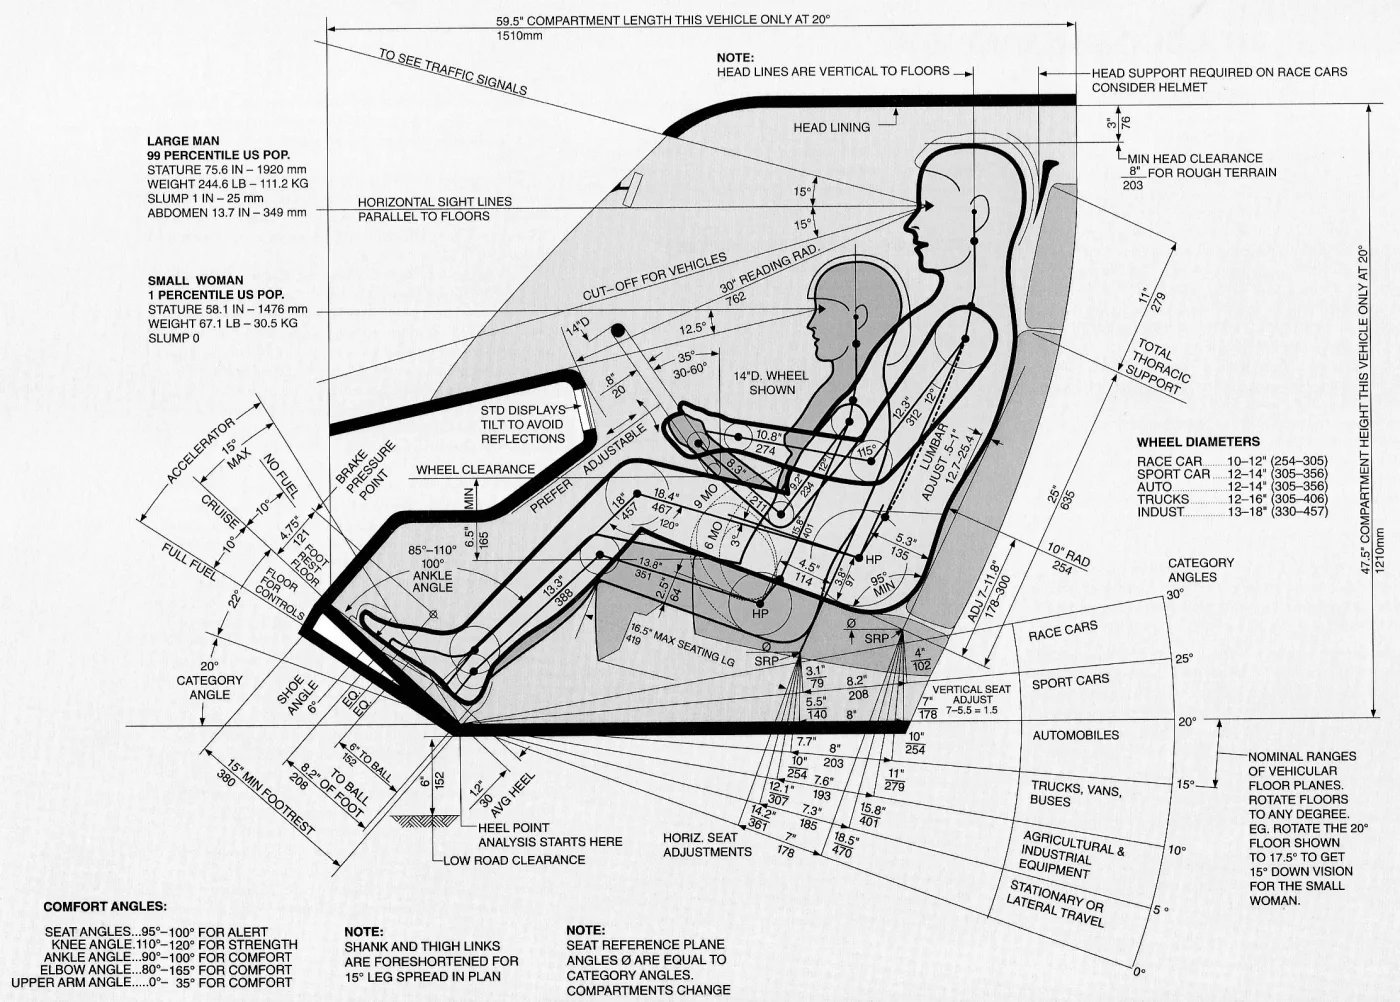 59.5" COMPARTMENT LENGTH THIS VEHICLE ONLY AT 20°
1510mm
TO SEE TRAFFIC SIGNALS
NOTE:
HEAD LINES ARE VERTICAL TO FLOORS
HEAD SUPPORT REQUIRED ON RACE CARS
CONSIDER HELMET
HEAD LINING
3"
76
MIN HEAD CLEARANCE
8" FOR ROUGH TERRAIN
203
LARGE MAN
99 PERCENTILE US POP.
STATURE 75.6 IN – 1920 mm
WEIGHT 244.6 LB – 111.2 KG
SLUMP 1 IN – 25 mm
ABDOMEN 13.7 IN – 349 mm
HORIZONTAL SIGHT LINES
PARALLEL TO FLOORS
15°
15°
CUT–OFF FOR VEHICLES
30" READING RAD.
762
SMALL WOMAN
1 PERCENTILE US POP.
STATURE 58.1 IN – 1476 mm
WEIGHT 67.1 LB – 30.5 KG
SLUMP 0
12.5°
14"D
35°
30-60°
.8"
20
14"D. WHEEL
SHOWN
11"
279
TOTAL
THORACIC
SUPPORT
47.5" COMPARTMENT HEIGHT THIS VEHICLE ONLY AT 20°
1210mm
STD DISPLAYS
TILT TO AVOID
REFLECTIONS
PREFER ADJUSTABLE
WHEEL CLEARANCE
6.5" MIN
165
10.8"
274
12.3"
312
12°
115°
8.3"
211
9.2"
234
12°
15.8"
401
LUMBAR
ADJUST .5–1"
12.7–25.4
25"
635
WHEEL DIAMETERS
RACE CAR......10–12" (254–305)
SPORT CAR...12–14" (305–356)
AUTO..............12–14" (305–356)
TRUCKS.........12–16" (305–406)
INDUST...........13–18" (330–457)
ACCELERATOR
15°
MAX
NO FUEL
BRAKE
PRESSURE
POINT
CRUISE
10°
4.75"
121
FOOT
REST
FLOOR
FULL FUEL
10°
FLOOR
FOR
CONTROLS
22°
85°–110°
100°
ANKLE
ANGLE
Ø
18"
457
18.4"
467
120°
9 MO
6 MO
3°
13.3"
388
13.8"
351
2.5"
64
4.5"
114
3.8"
97
5.3"
135
95°
MIN
HP
HP
16.5" MAX SEATING LG
419
Ø
SRP
Ø
SRP
10" RAD
254
ADJ 7–11.8"
178–300
CATEGORY
ANGLES
30°
RACE CARS
25°
SPORT CARS
20°
AUTOMOBILES
15°
TRUCKS, VANS,
BUSES
10°
AGRICULTURAL &
INDUSTRIAL
EQUIPMENT
5°
STATIONARY OR
LATERAL TRAVEL
0°
20°
CATEGORY
ANGLE
SHOE
ANGLE
6°
EQ.
EQ.
6" TO BALL
152
8.2" TO BALL
208 OF FOOT
15" MIN FOOTREST
380
6"
152
1.2"
30
AVG HEEL
HEEL POINT
ANALYSIS STARTS HERE
LOW ROAD CLEARANCE
3.1"
79
8.2"
208
4"
102
5.5"
140
8"
7"
178
VERTICAL SEAT
ADJUST
7–5.5 = 1.5
7.7"
8"
203
10"
254
10"
254
7.6"
193
11"
279
12.1"
307
7.3"
185
15.8"
401
14.2"
361
7"
178
18.5"
470
HORIZ. SEAT
ADJUSTMENTS
NOMINAL RANGES
OF VEHICULAR
FLOOR PLANES.
ROTATE FLOORS
TO ANY DEGREE.
EG. ROTATE THE 20°
FLOOR SHOWN
TO 17.5° TO GET
15° DOWN VISION
FOR THE SMALL
WOMAN.
COMFORT ANGLES:
SEAT ANGLES...95°–100° FOR ALERT
KNEE ANGLE.110°–120° FOR STRENGTH
ANKLE ANGLE...90°–100° FOR COMFORT
ELBOW ANGLE...80°–165° FOR COMFORT
UPPER ARM ANGLE.....0°– 35° FOR COMFORT
NOTE:
SHANK AND THIGH LINKS
ARE FORESHORTENED FOR
15° LEG SPREAD IN PLAN
NOTE:
SEAT REFERENCE PLANE
ANGLES Ø ARE EQUAL TO
CATEGORY ANGLES.
COMPARTMENTS CHANGE